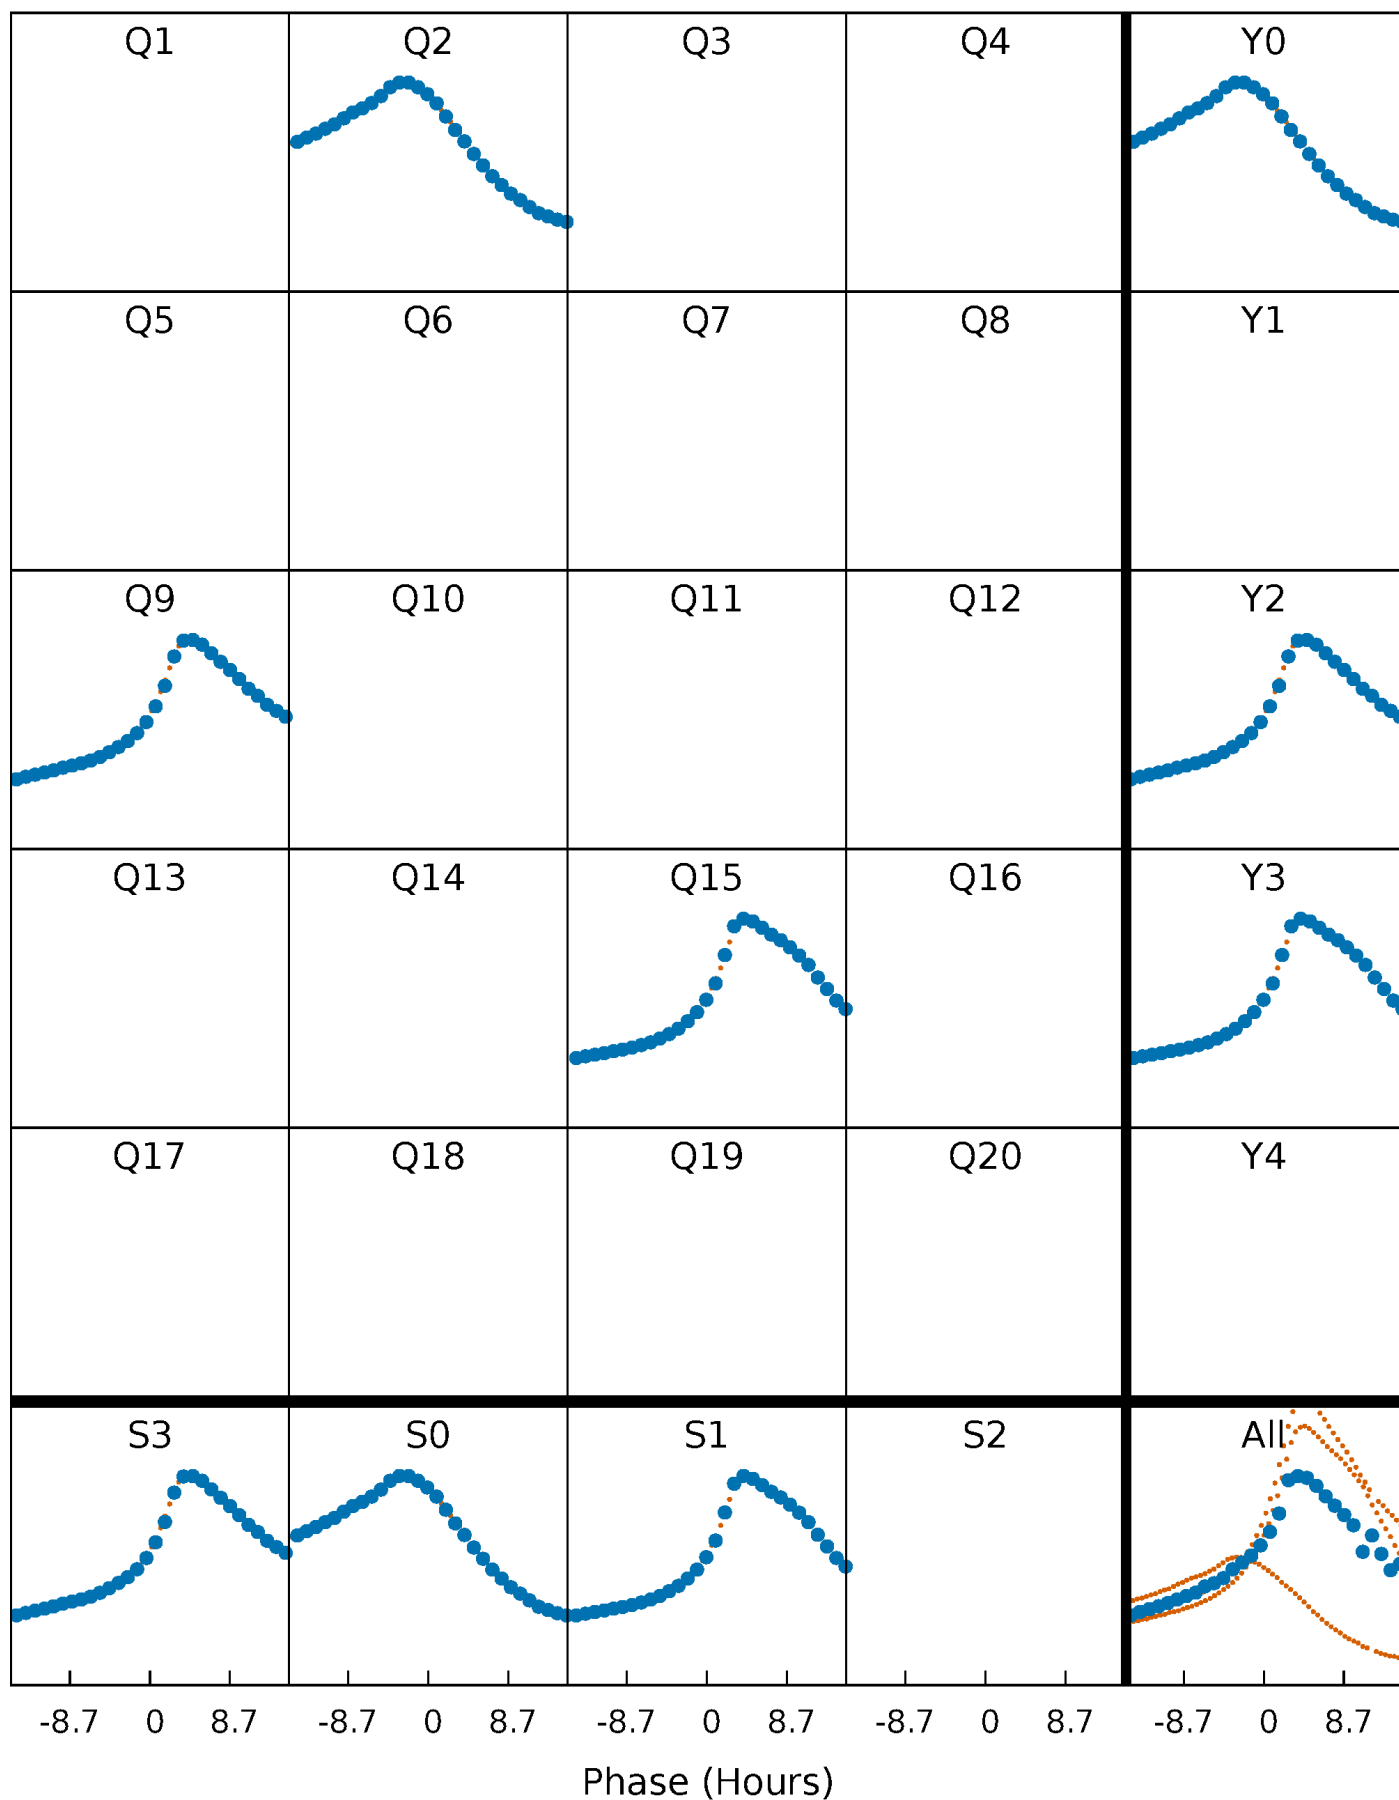 Q1 Q2 Q3 Q4 Y0
Q5 Q6 Q7 Q8 Y1
Q9 Q10 Q11 Q12 Y2
Q13 Q14 Q15 Q16 Y3
Q17 Q18 Q19 Q20 Y4
S3 S0 S1 S2 All
-8.7 0 8.7 -8.7 0 8.7 -8.7 0 8.7 -8.7 0 8.7 -8.7 0 8.7
Phase (Hours)